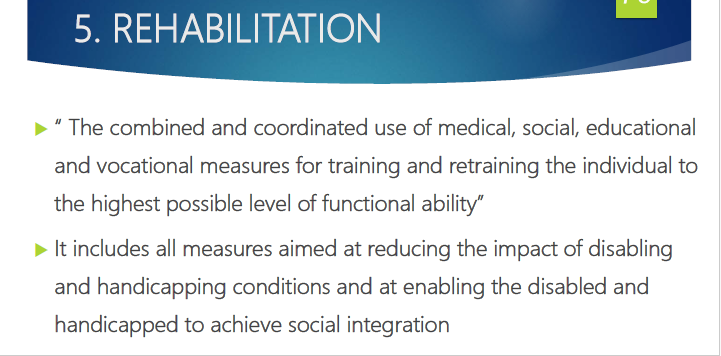 5. REHABILITATION
“ The combined and coordinated use of medical, social, educational
and vocational measures for training and retraining the individual to
the highest possible level of functional ability”
It includes all measures aimed at reducing the impact of disabling
and handicapping conditions and at enabling the disabled and
handicapped to achieve social integration